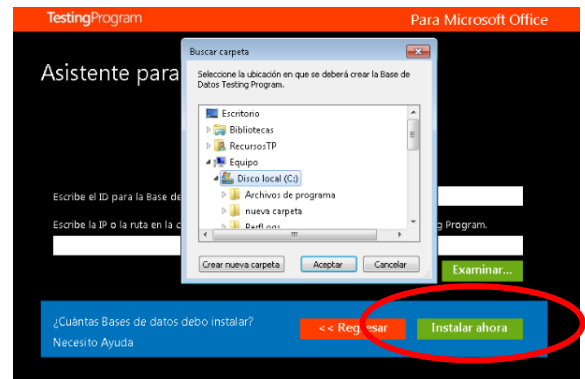 TestingProgram
Para Microsoft Office
Buscar carpeta
Asistente para
Seleccione la ubicación en que se deberá crear la Base de
Datos Testing Program.
Escritorio
Bibliotecas
RecursosTP
Equipo
Disco local (C:)
Archivos de programa
nueva carpeta
PerfLogs
Escribe el ID para la Base de
Escribe la IP o la ruta en la c
g Program.
Crear nueva carpeta
Aceptar
Cancelar
Examinar...
¿Cuántas Bases de datos debo instalar?
<< Regresar
Instalar ahora
Necesito Ayuda